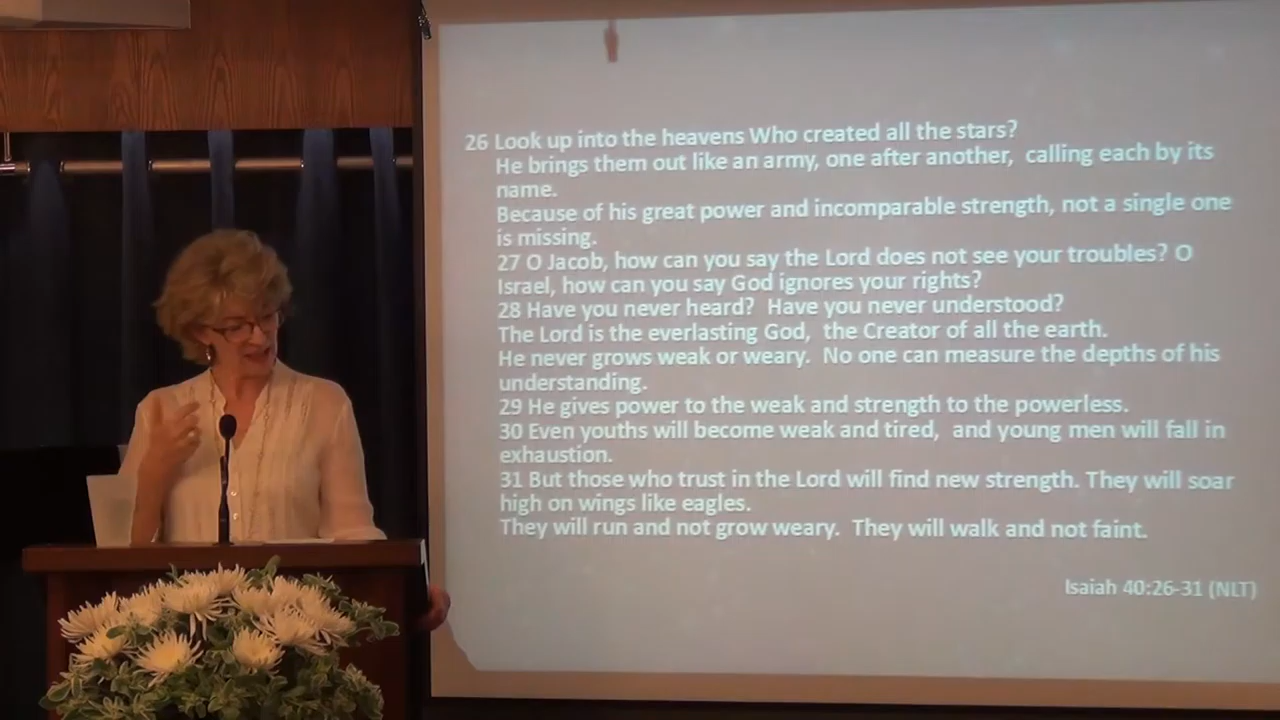 26 Look up into the heavens Who created all the stars?
He brings them out like an army, one after another, calling each by its
name.
Because of his great power and incomparable strength, not a single one
is missing.
27 O Jacob, how can you say the Lord does not see your troubles? O
Israel, how can you say God ignores your rights?
28 Have you never heard? Have you never understood?
The Lord is the everlasting God, the Creator of all the earth.
He never grows weak or weary. No one can measure the depths of his
understanding.
29 He gives power to the weak and strength to the powerless.
30 Even youths will become weak and tired, and young men will fall in
exhaustion.
31 But those who trust in the Lord will find new strength. They will soar
high on wings like eagles.
They will run and not grow weary. They will walk and not faint.
Isaiah 40:26-31 (NLT)